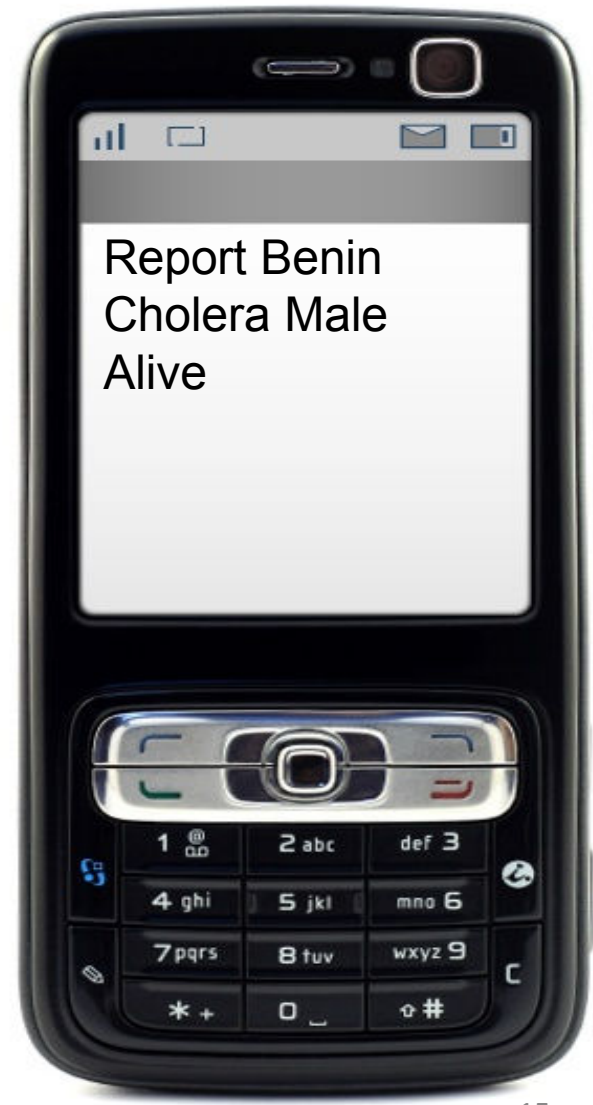 Report Benin
Cholera Male
Alive
1 @
2 abc
def 3
4 ghi
5 jkl
mno 6
7 pqrs
8 tuv
wxyz 9
* +
0
#
C